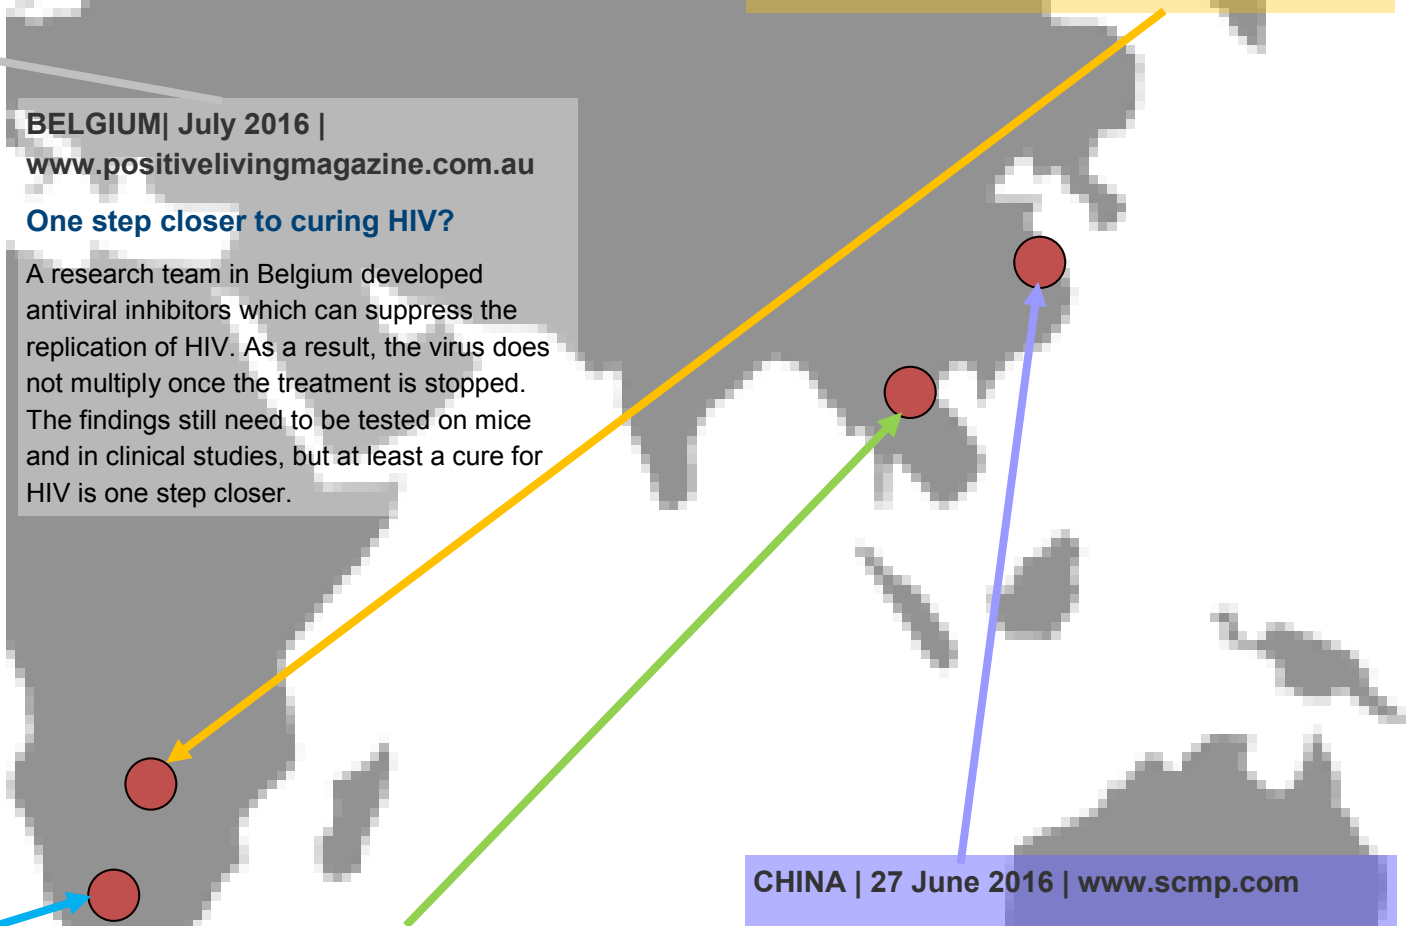 BELGIUM| July 2016 |
www.positivelivingmagazine.com.au
One step closer to curing HIV?
A research team in Belgium developed
antiviral inhibitors which can suppress the
replication of HIV. As a result, the virus does
not multiply once the treatment is stopped.
The findings still need to be tested on mice
and in clinical studies, but at least a cure for
HIV is one step closer.
CHINA | 27 June 2016 | www.scmp.com